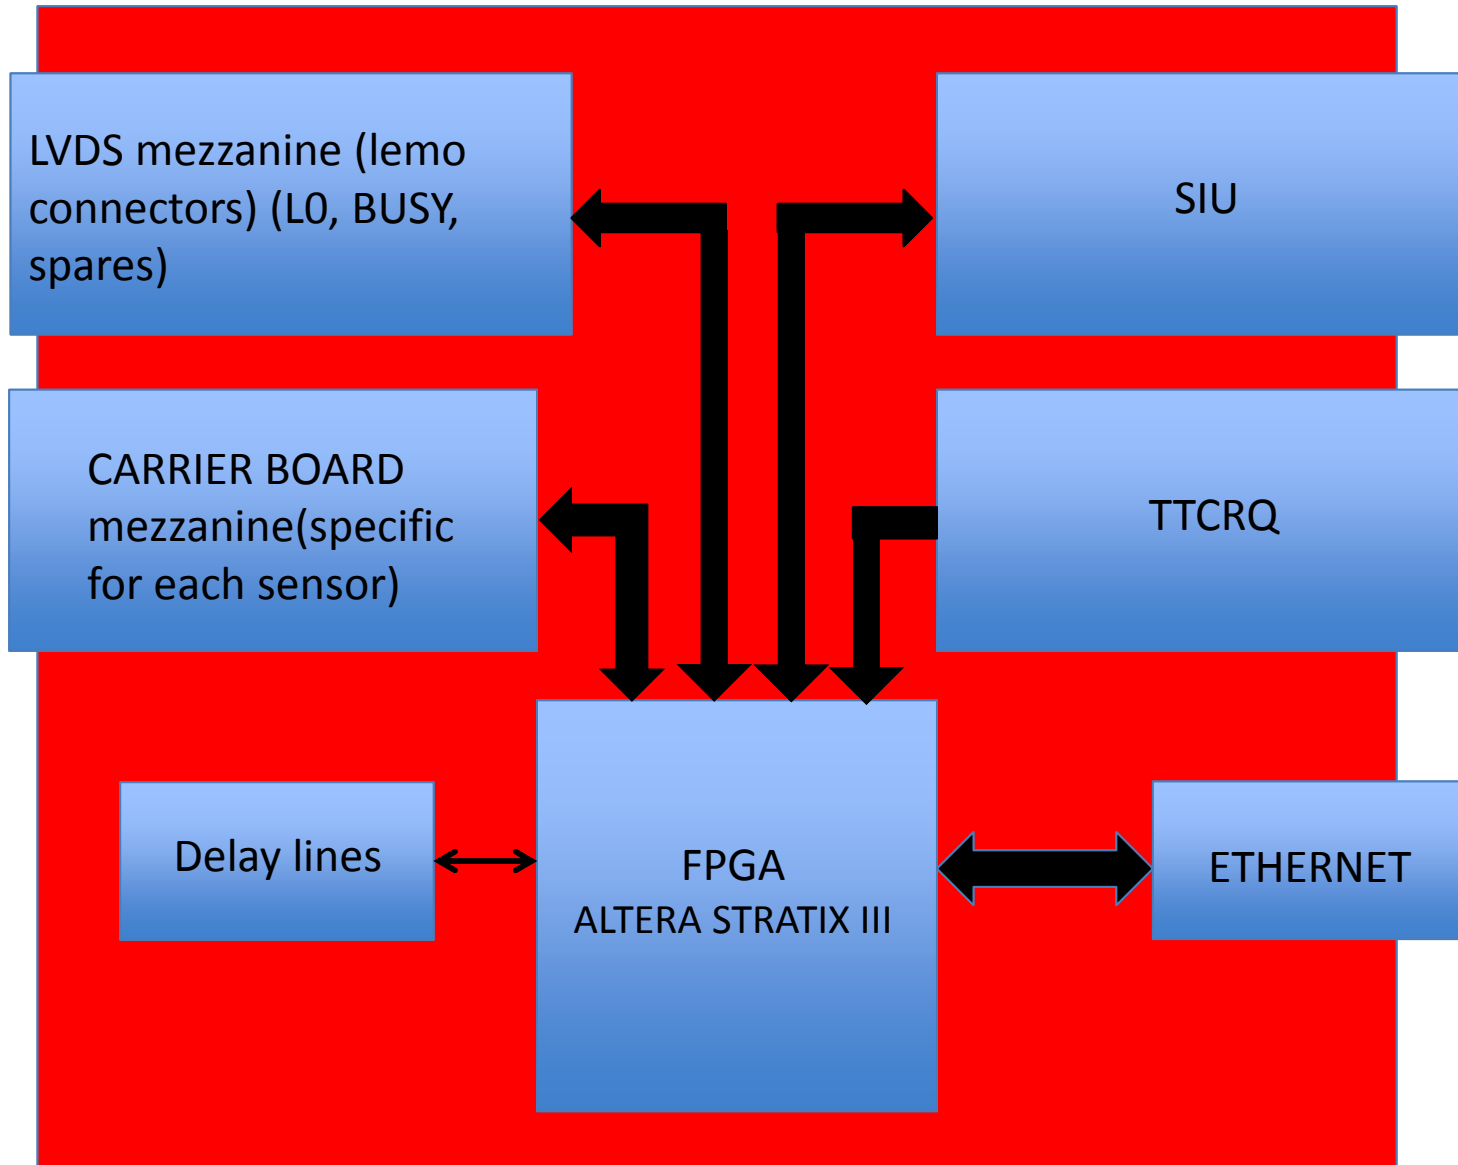 LVDS mezzanine (lemo
connectors) (L0, BUSY,
spares)
SIU
CARRIER BOARD
mezzanine(specific
for each sensor)
TTCRQ
Delay lines
FPGA
ALTERA STRATIX III
ETHERNET